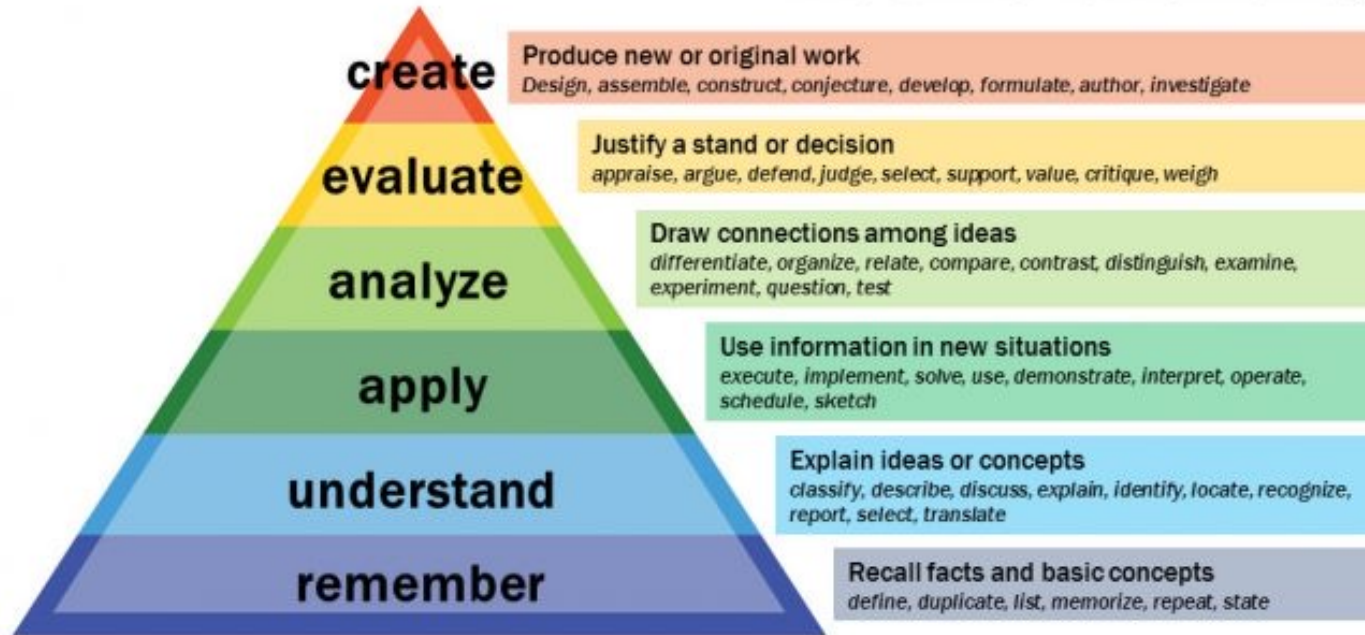 create
Produce new or original work
Design, assemble, construct, conjecture, develop, formulate, author, investigate
evaluate
Justify a stand or decision
appraise, argue, defend, judge, select, support, value, critique, weigh
analyze
Draw connections among ideas
differentiate, organize, relate, compare, contrast, distinguish, examine,
experiment, question, test
apply
Use information in new situations
execute, implement, solve, use, demonstrate, interpret, operate,
schedule, sketch
understand
Explain ideas or concepts
classify, describe, discuss, explain, identify, locate, recognize,
report, select, translate
remember
Recall facts and basic concepts
define, duplicate, list, memorize, repeat, state